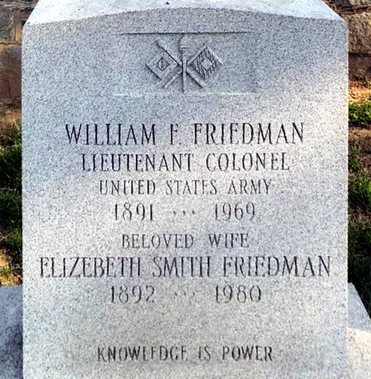 WILLIAM F. FRIEDMAN
LIEUTENANT COLONEL
UNITED STATES ARMY
1891 ··· 1969
BELOVED WIFE
ELIZEBETH SMITH FRIEDMAN
1892 ··· 1980
KNOWLEDGE IS POWER